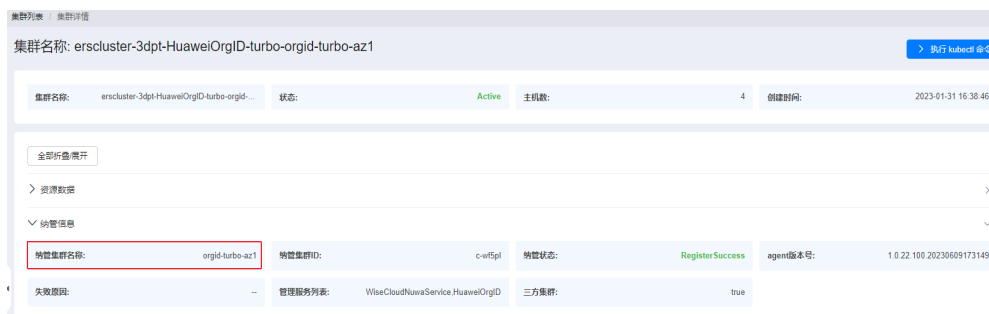 集群列表 / 集群详情
集群名称: erscluster-3dpt-HuaweiOrgID-turbo-orgid-turbo-az1
执行 kubectl 命令
集群名称: erscluster-3dpt-HuaweiOrgID-turbo-orgid-... 状态: Active 主机数: 4 创建时间: 2023-01-31 16:38:46
全部折叠/展开
资源数据
纳管信息
纳管集群名称: orgid-turbo-az1 纳管集群ID: c-wf5pl 纳管状态: RegisterSuccess agent版本号: 1.0.22.100.20230609173149
失败原因: -- 管理服务列表: WiseCloudNuwaService,HuaweiOrgID 三方集群: true